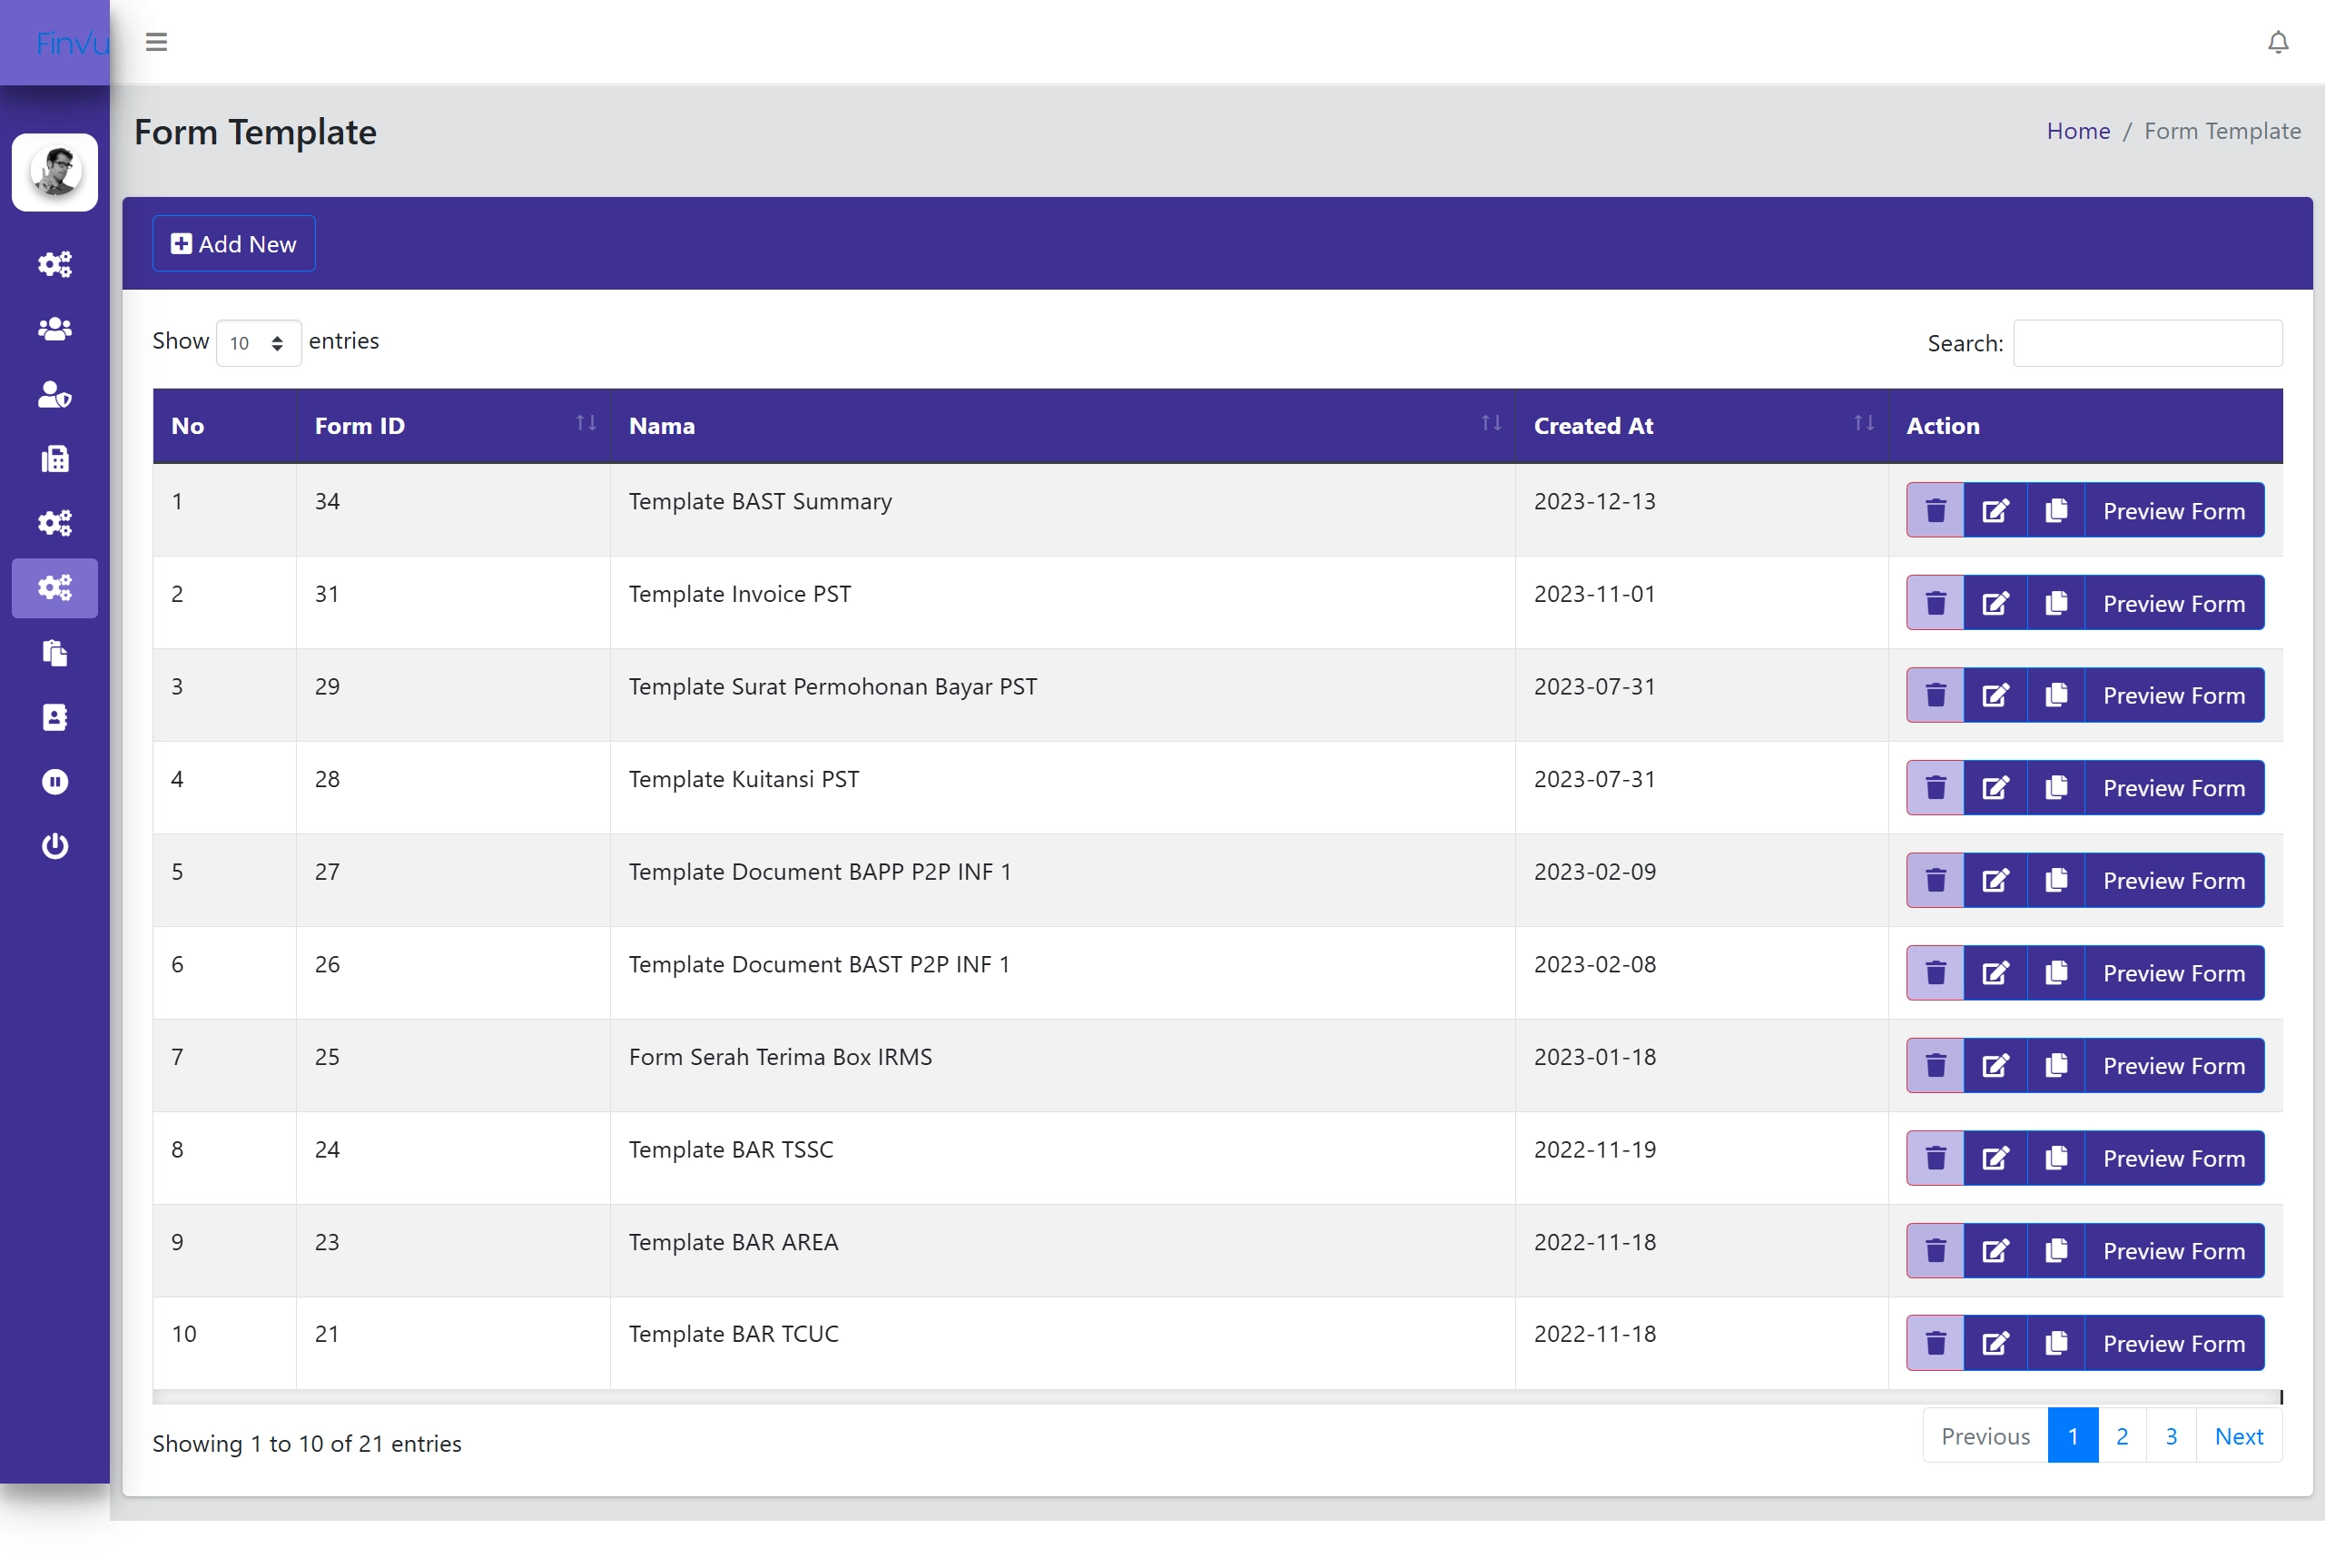 FinVu
Form Template
Home / Form Template
Add New
Show 10 entries
Search:
No Form ID Nama Created At Action
1 34 Template BAST Summary 2023-12-13 Preview Form
2 31 Template Invoice PST 2023-11-01 Preview Form
3 29 Template Surat Permohonan Bayar PST 2023-07-31 Preview Form
4 28 Template Kuitansi PST 2023-07-31 Preview Form
5 27 Template Document BAPP P2P INF 1 2023-02-09 Preview Form
6 26 Template Document BAST P2P INF 1 2023-02-08 Preview Form
7 25 Form Serah Terima Box IRMS 2023-01-18 Preview Form
8 24 Template BAR TSSC 2022-11-19 Preview Form
9 23 Template BAR AREA 2022-11-18 Preview Form
10 21 Template BAR TCUC 2022-11-18 Preview Form
Showing 1 to 10 of 21 entries
Previous 1 2 3 Next